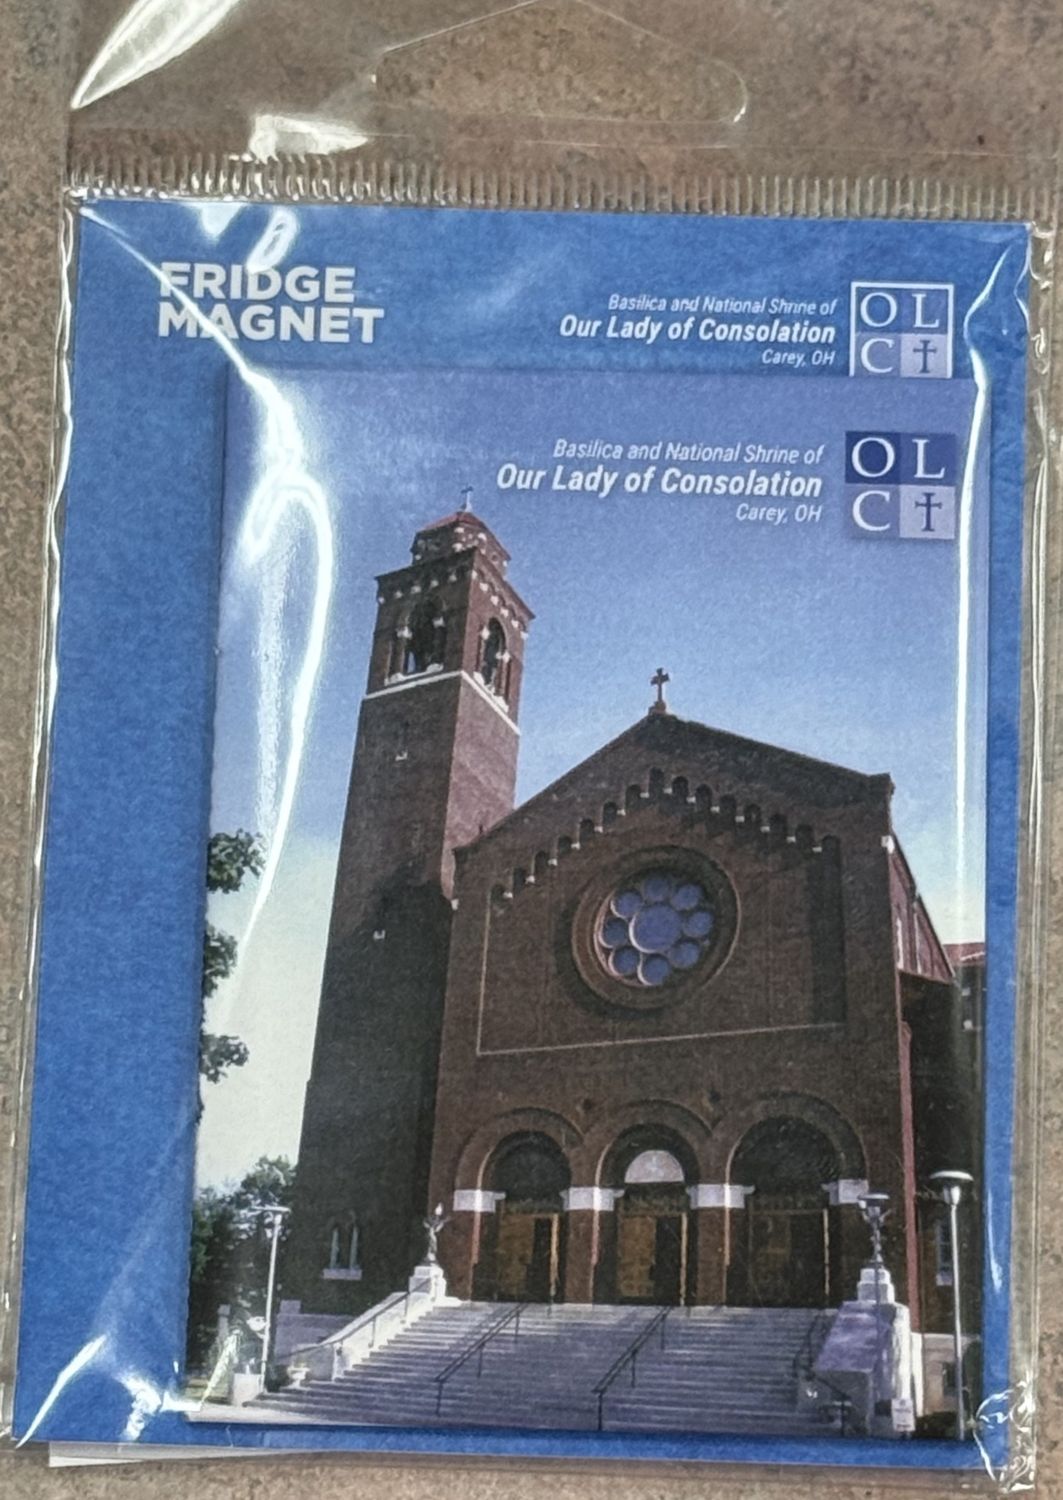 FRIDGE
MAGNET
Basilica and National Shrine of
Our Lady of Consolation
Carey, OH
OL
C
Basilica and National Shrine of
Our Lady of Consolation
Carey, OH
OL
C